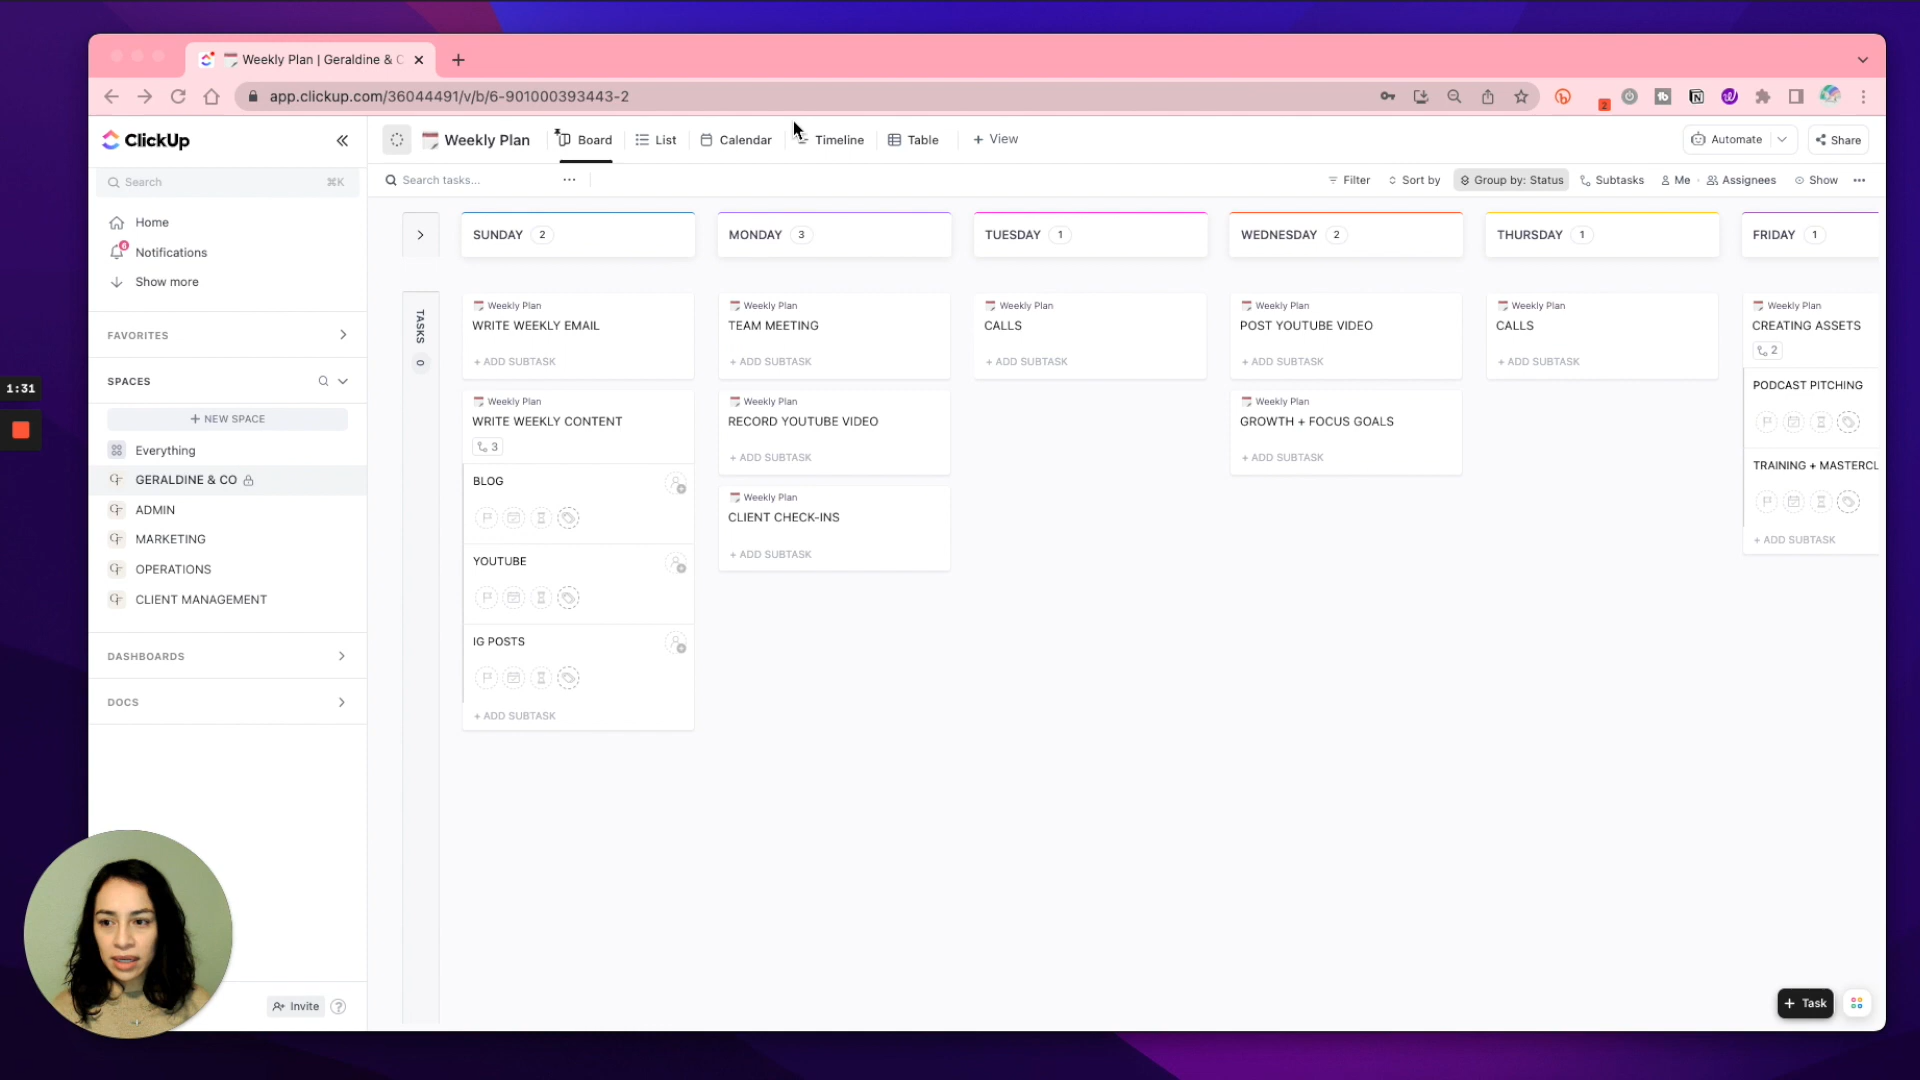 Weekly Plan | Geraldine & C
app.clickup.com/36044491/v/b/6-901000393443-2
2
ClickUp
Weekly Plan
Board
List
Calendar
Timeline
Table
+ View
Automate
Share
Search
⌘K
Search tasks...
Filter
Sort by
Group by: Status
Subtasks
Me
Assignees
Show
Home
Notifications
6
Show more
FAVORITES
SPACES
+ NEW SPACE
Everything
GERALDINE & CO
ADMIN
MARKETING
OPERATIONS
CLIENT MANAGEMENT
DASHBOARDS
DOCS
Invite
?
1:31
TASKS 0
SUNDAY 2
Weekly Plan
WRITE WEEKLY EMAIL
+ ADD SUBTASK
Weekly Plan
WRITE WEEKLY CONTENT
3
BLOG
YOUTUBE
IG POSTS
+ ADD SUBTASK
MONDAY 3
Weekly Plan
TEAM MEETING
+ ADD SUBTASK
Weekly Plan
RECORD YOUTUBE VIDEO
+ ADD SUBTASK
Weekly Plan
CLIENT CHECK-INS
+ ADD SUBTASK
TUESDAY 1
Weekly Plan
CALLS
+ ADD SUBTASK
WEDNESDAY 2
Weekly Plan
POST YOUTUBE VIDEO
+ ADD SUBTASK
Weekly Plan
GROWTH + FOCUS GOALS
+ ADD SUBTASK
THURSDAY 1
Weekly Plan
CALLS
+ ADD SUBTASK
FRIDAY 1
Weekly Plan
CREATING ASSETS
2
PODCAST PITCHING
TRAINING + MASTERCL
+ ADD SUBTASK
+ Task